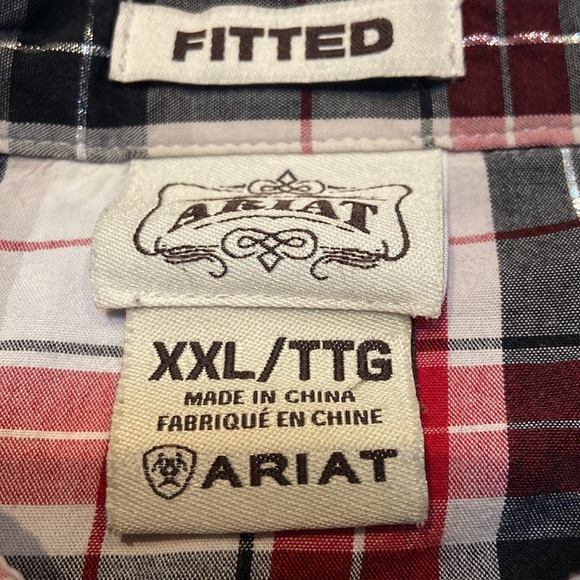 FITTED
ARIAT
XXL/TTG
MADE IN CHINA
FABRIQUÉ EN CHINE
ARIAT